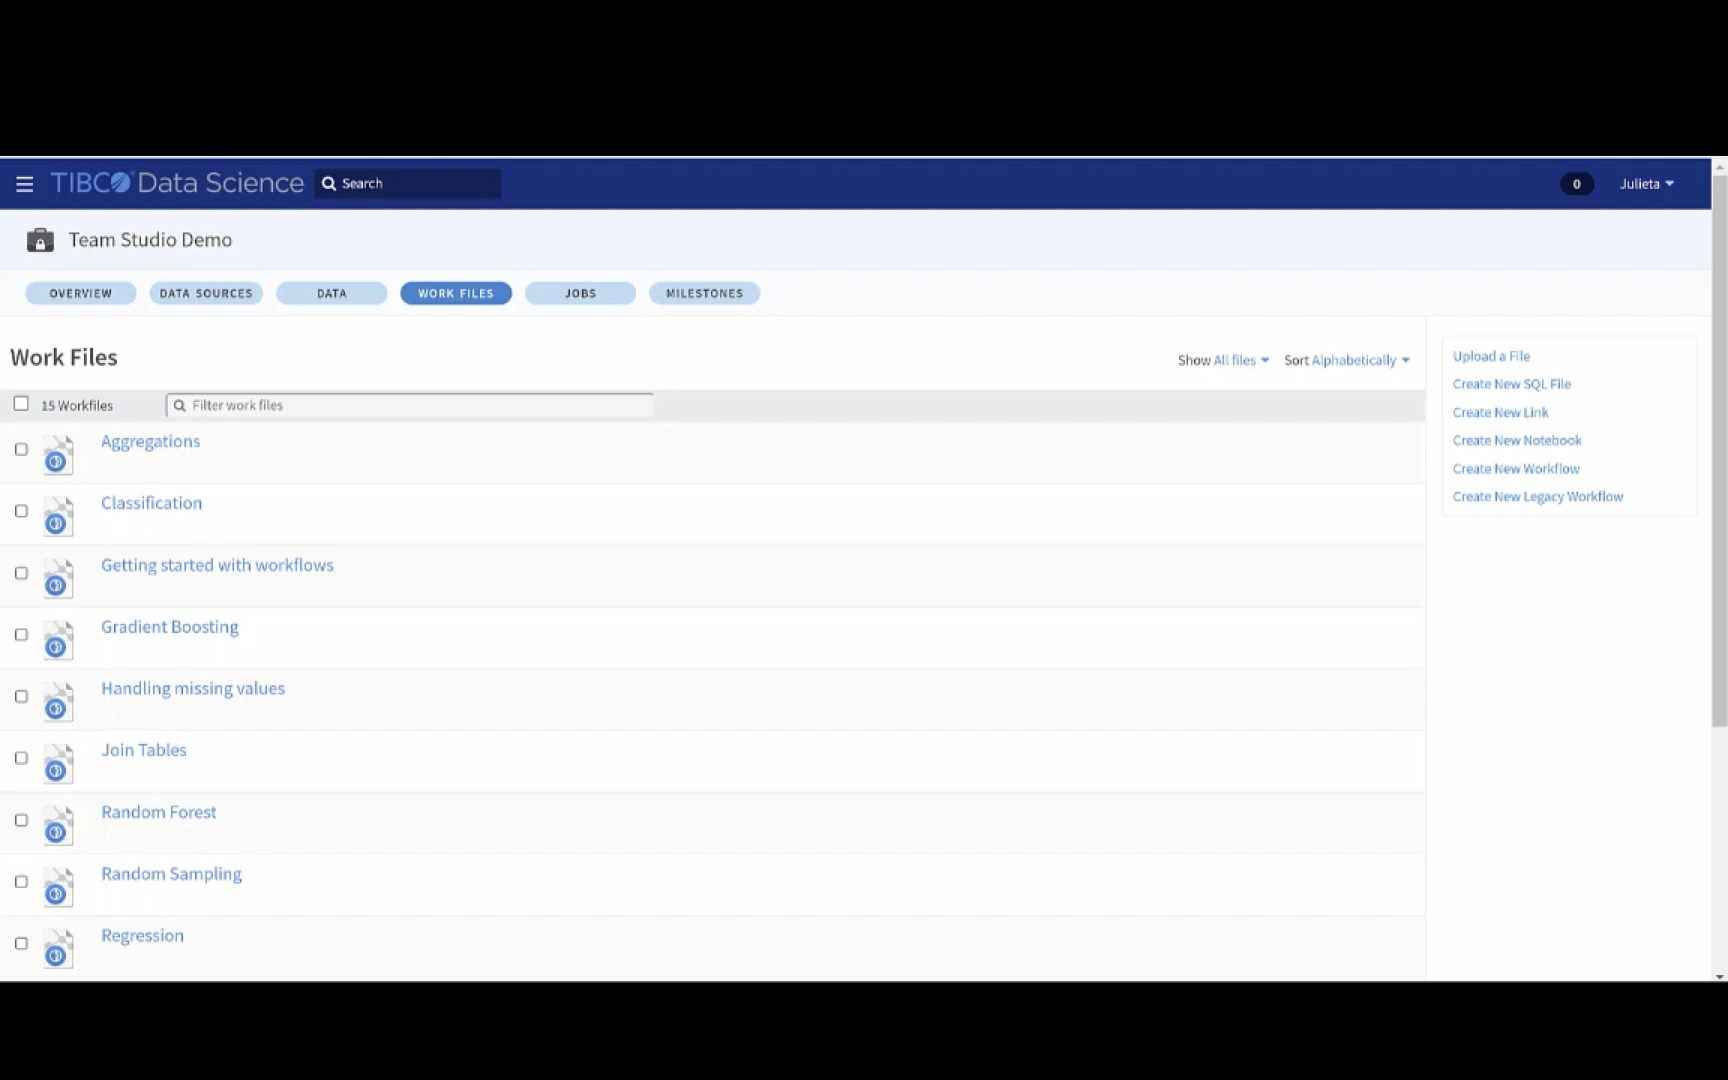 TIBCO Data Science
Search
0
Julieta
Team Studio Demo
OVERVIEW
DATA SOURCES
DATA
WORK FILES
JOBS
MILESTONES
Work Files
Show All files
Sort Alphabetically
15 Workfiles
Filter work files
Aggregations
Classification
Getting started with workflows
Gradient Boosting
Handling missing values
Join Tables
Random Forest
Random Sampling
Regression
Upload a File
Create New SQL File
Create New Link
Create New Notebook
Create New Workflow
Create New Legacy Workflow